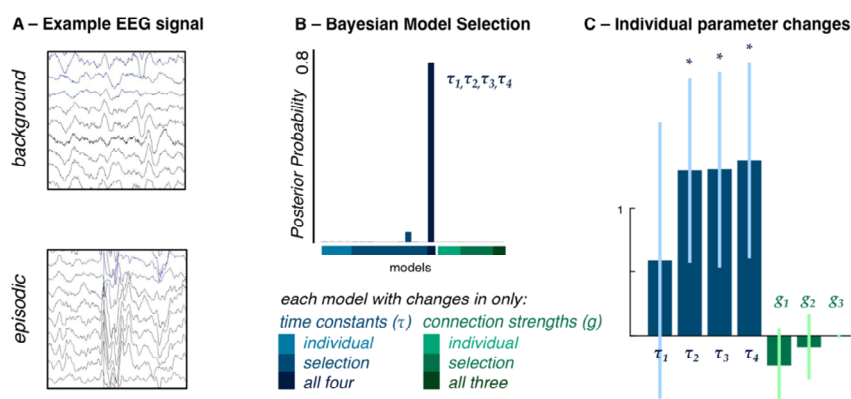 A – Example EEG signal
background
episodic
B – Bayesian Model Selection
0.8
Posterior Probability
τ1,τ2,τ3,τ4
models
each model with changes in only:
time constants (τ) connection strengths (g)
individual individual
selection selection
all four all three
C – Individual parameter changes
* * *
1
g1 g2 g3
τ1 τ2 τ3 τ4